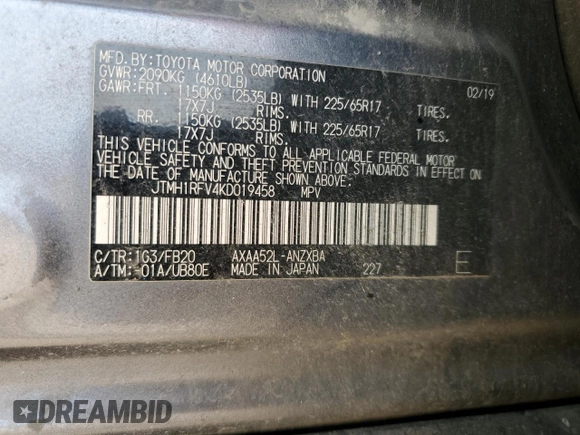 MFD.BY:TOYOTA MOTOR CORPORATION 02/19
GVWR:2090KG (4610LB)
GAWR:FRT. 1150KG (2535LB) WITH 225/65R17 TIRES.
17X7J RIMS.
RR. 1150KG (2535LB) WITH 225/65R17 TIRES.
17X7J RIMS.
THIS VEHICLE CONFORMS TO ALL APPLICABLE FEDERAL MOTOR
VEHICLE SAFETY AND THEFT PREVENTION STANDARDS IN EFFECT ON
THE DATE OF MANUFACTURE SHOWN ABOVE.
JTMH1RFV4KD019458 MPV
C/TR:1G3/FB20 AXAA52L-ANZXBA
A/TM:-01A/UB80E MADE IN JAPAN 227 E
DREAMBID